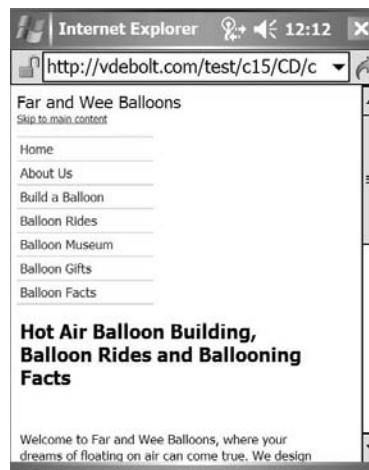 Internet Explorer 12:12
http://vdebolt.com/test/c15/CD/c
Far and Wee Balloons
Skip to main content
Home
About Us
Build a Balloon
Balloon Rides
Balloon Museum
Balloon Gifts
Balloon Facts
Hot Air Balloon Building,
Balloon Rides and Ballooning
Facts
Welcome to Far and Wee Balloons, where your
dreams of floating on air can come true. We design